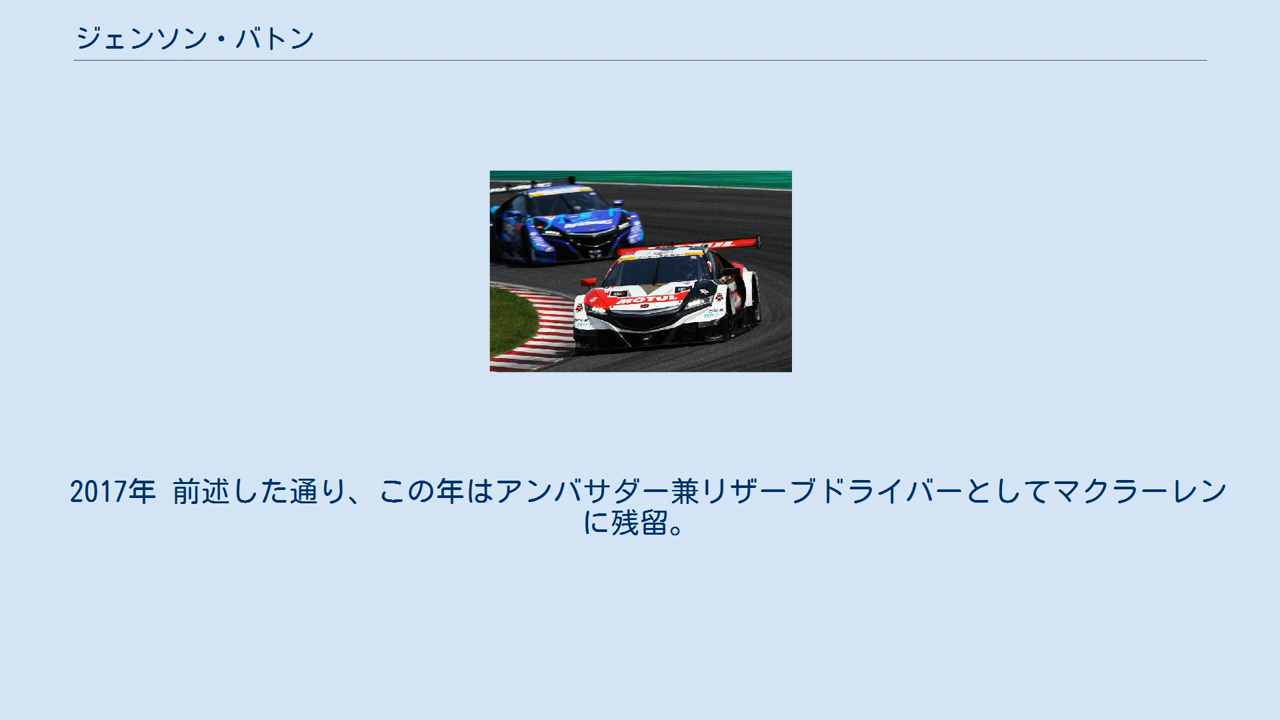 ジェンソン・バトン
MOTUL
2017年 前述した通り、この年はアンバサダー兼リザーブドライバーとしてマクラーレン
に残留。